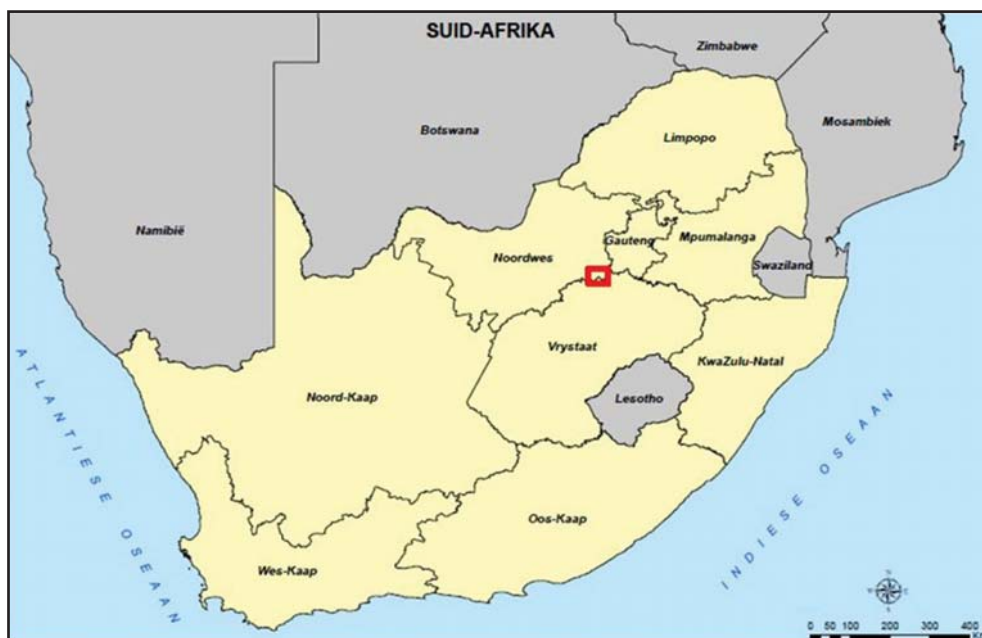 SUID-AFRIKA
Zimbabwe
Mosambiek
Botswana
Limpopo
Namibië
Noordwes
Gauteng
Mpumalanga
Swaziland
Vrystaat
KwaZulu-Natal
Noord-Kaap
Lesotho
ATLANTIESE OSEAAN
INDIESE OSEAAN
Oos-Kaap
Wes-Kaap
N
W E
S
0 50 100 200 300 400